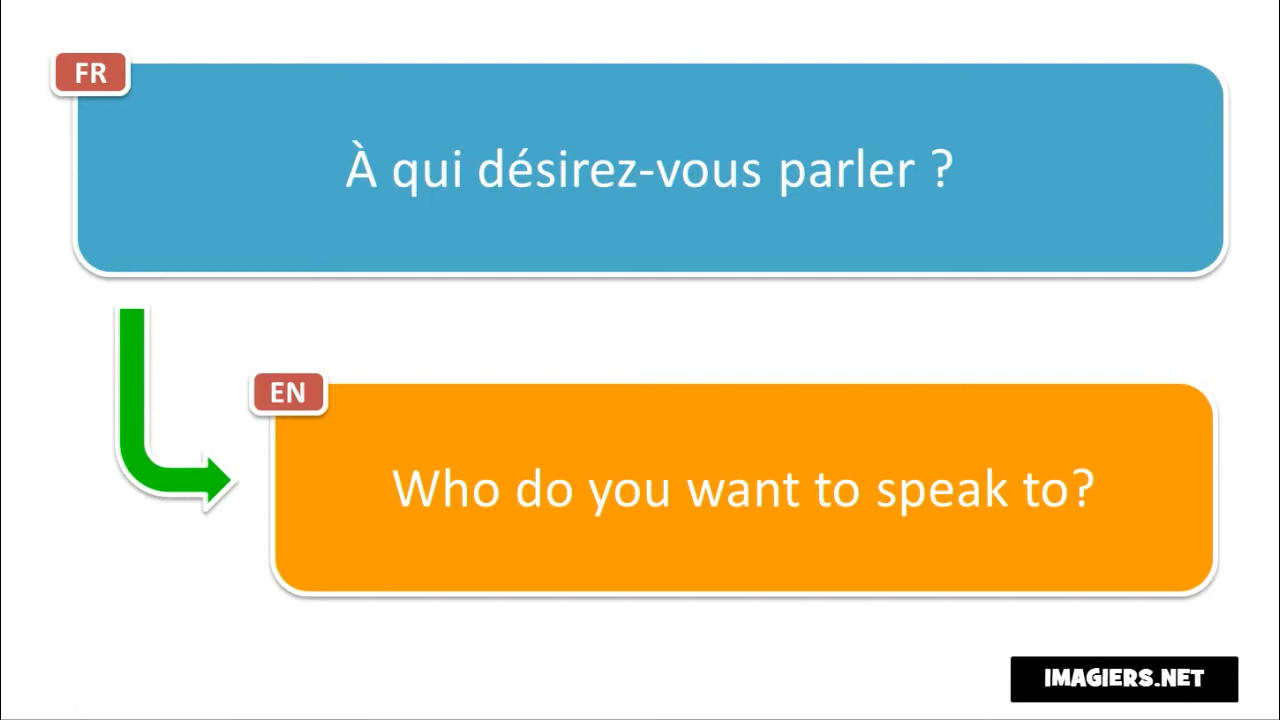 FR
À qui désirez-vous parler ?
EN
Who do you want to speak to?
IMAGIERS.NET